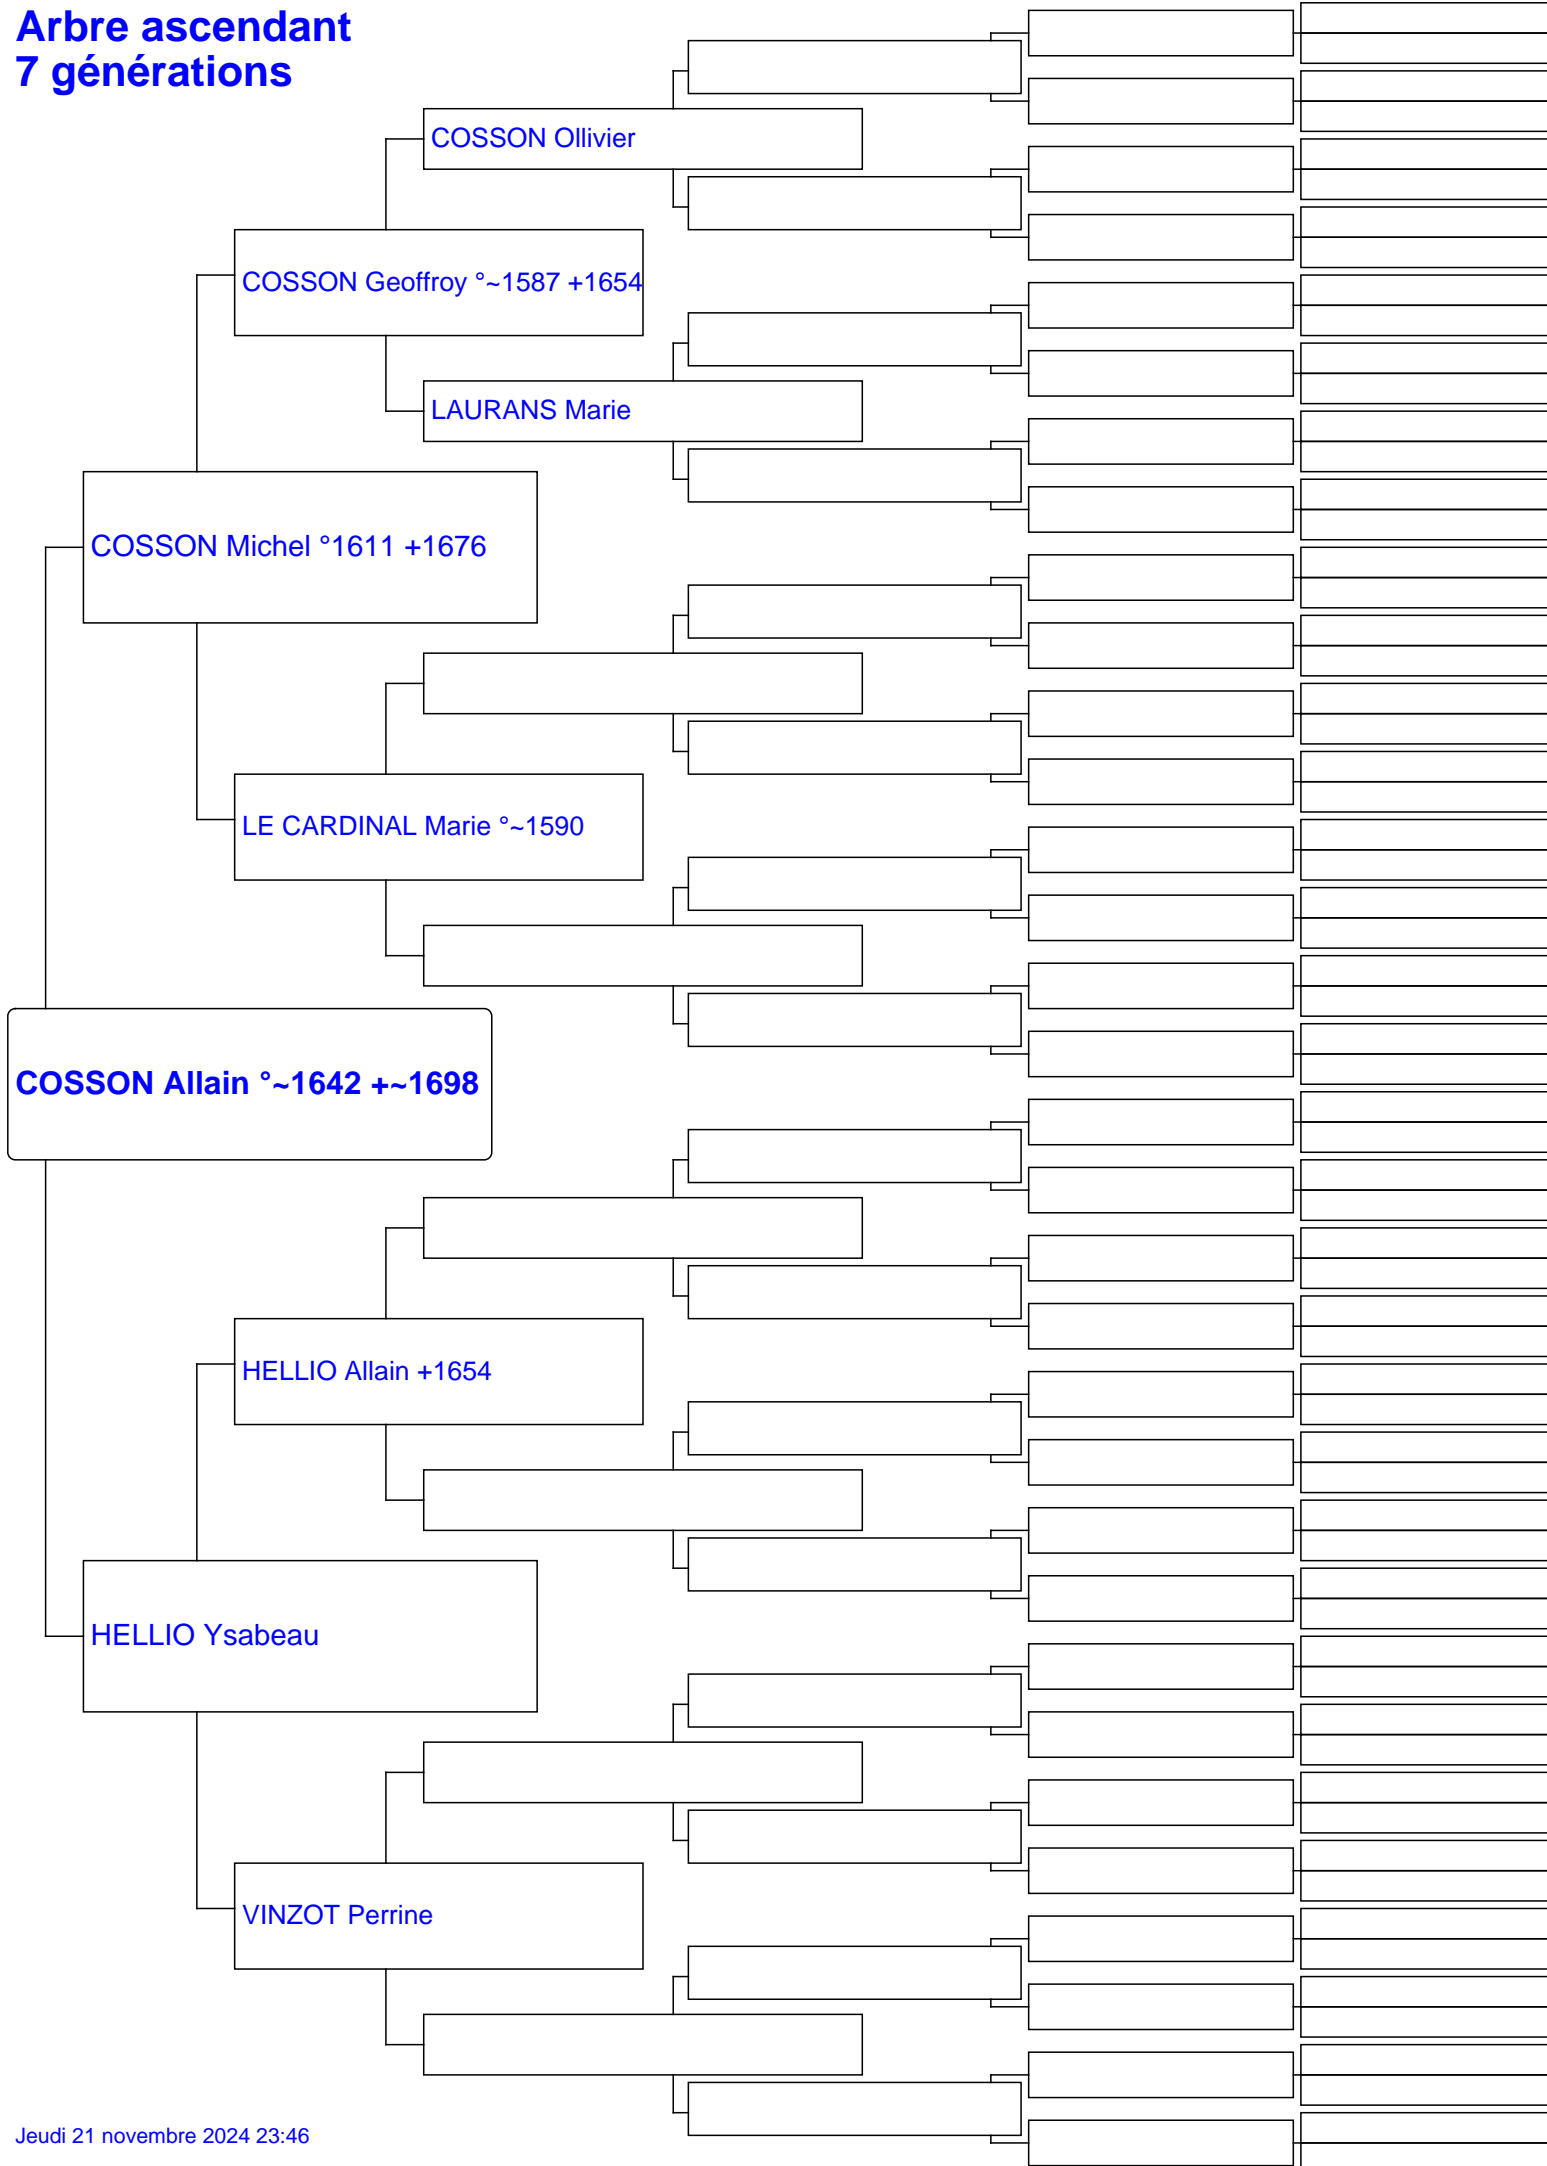 Arbre ascendant
7 générations
COSSON Ollivier
COSSON Geoffroy °~1587 +1654
LAURANS Marie
COSSON Michel °1611 +1676
LE CARDINAL Marie °~1590
COSSON Allain °~1642 +~1698
HELLIO Allain +1654
HELLIO Ysabeau
VINZOT Perrine
Jeudi 21 novembre 2024 23:46